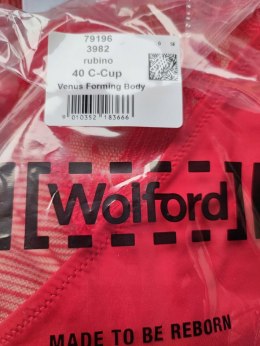 79196
3982
rubino
40 C-Cup
Venus Forming Body
9 010352 183666
Wolford
MADE TO BE REBORN